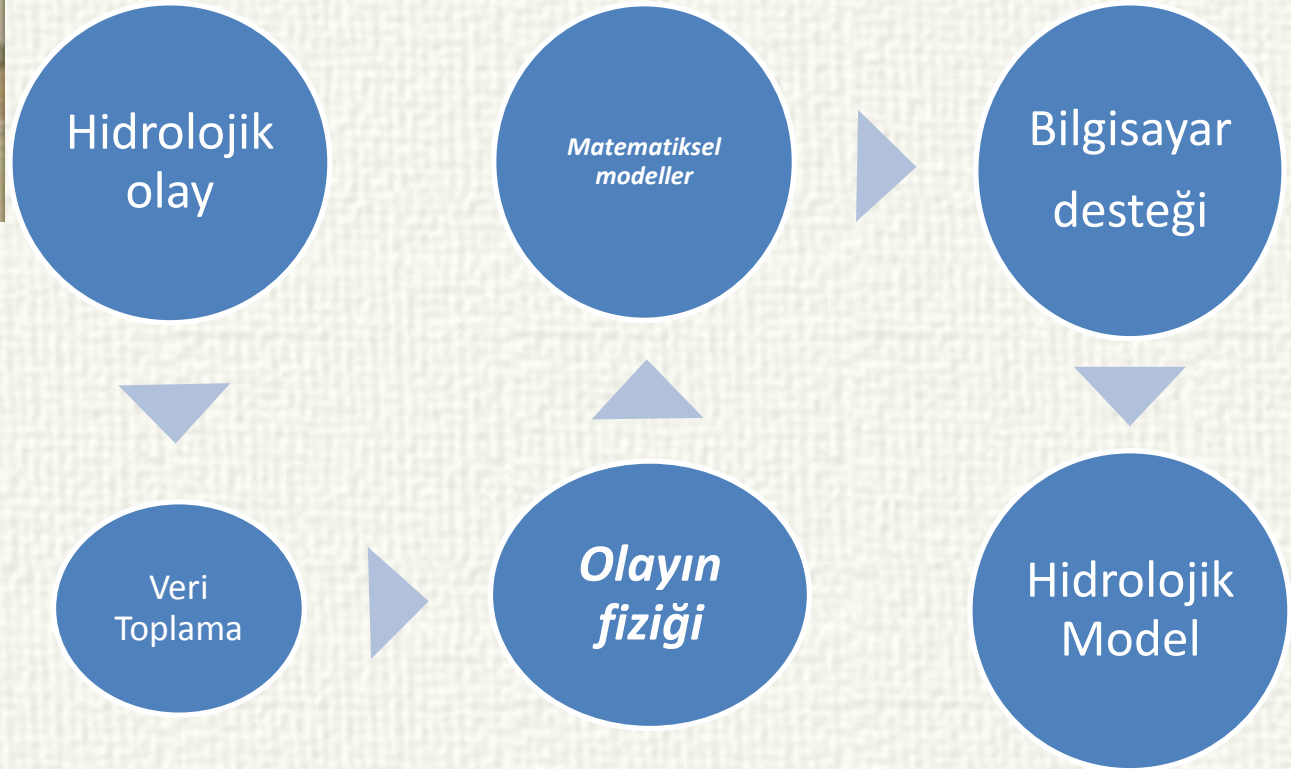 Hidrolojik
olay
Veri
Toplama
Olayın
fiziği
Matematiksel
modeller
Bilgisayar
desteği
Hidrolojik
Model